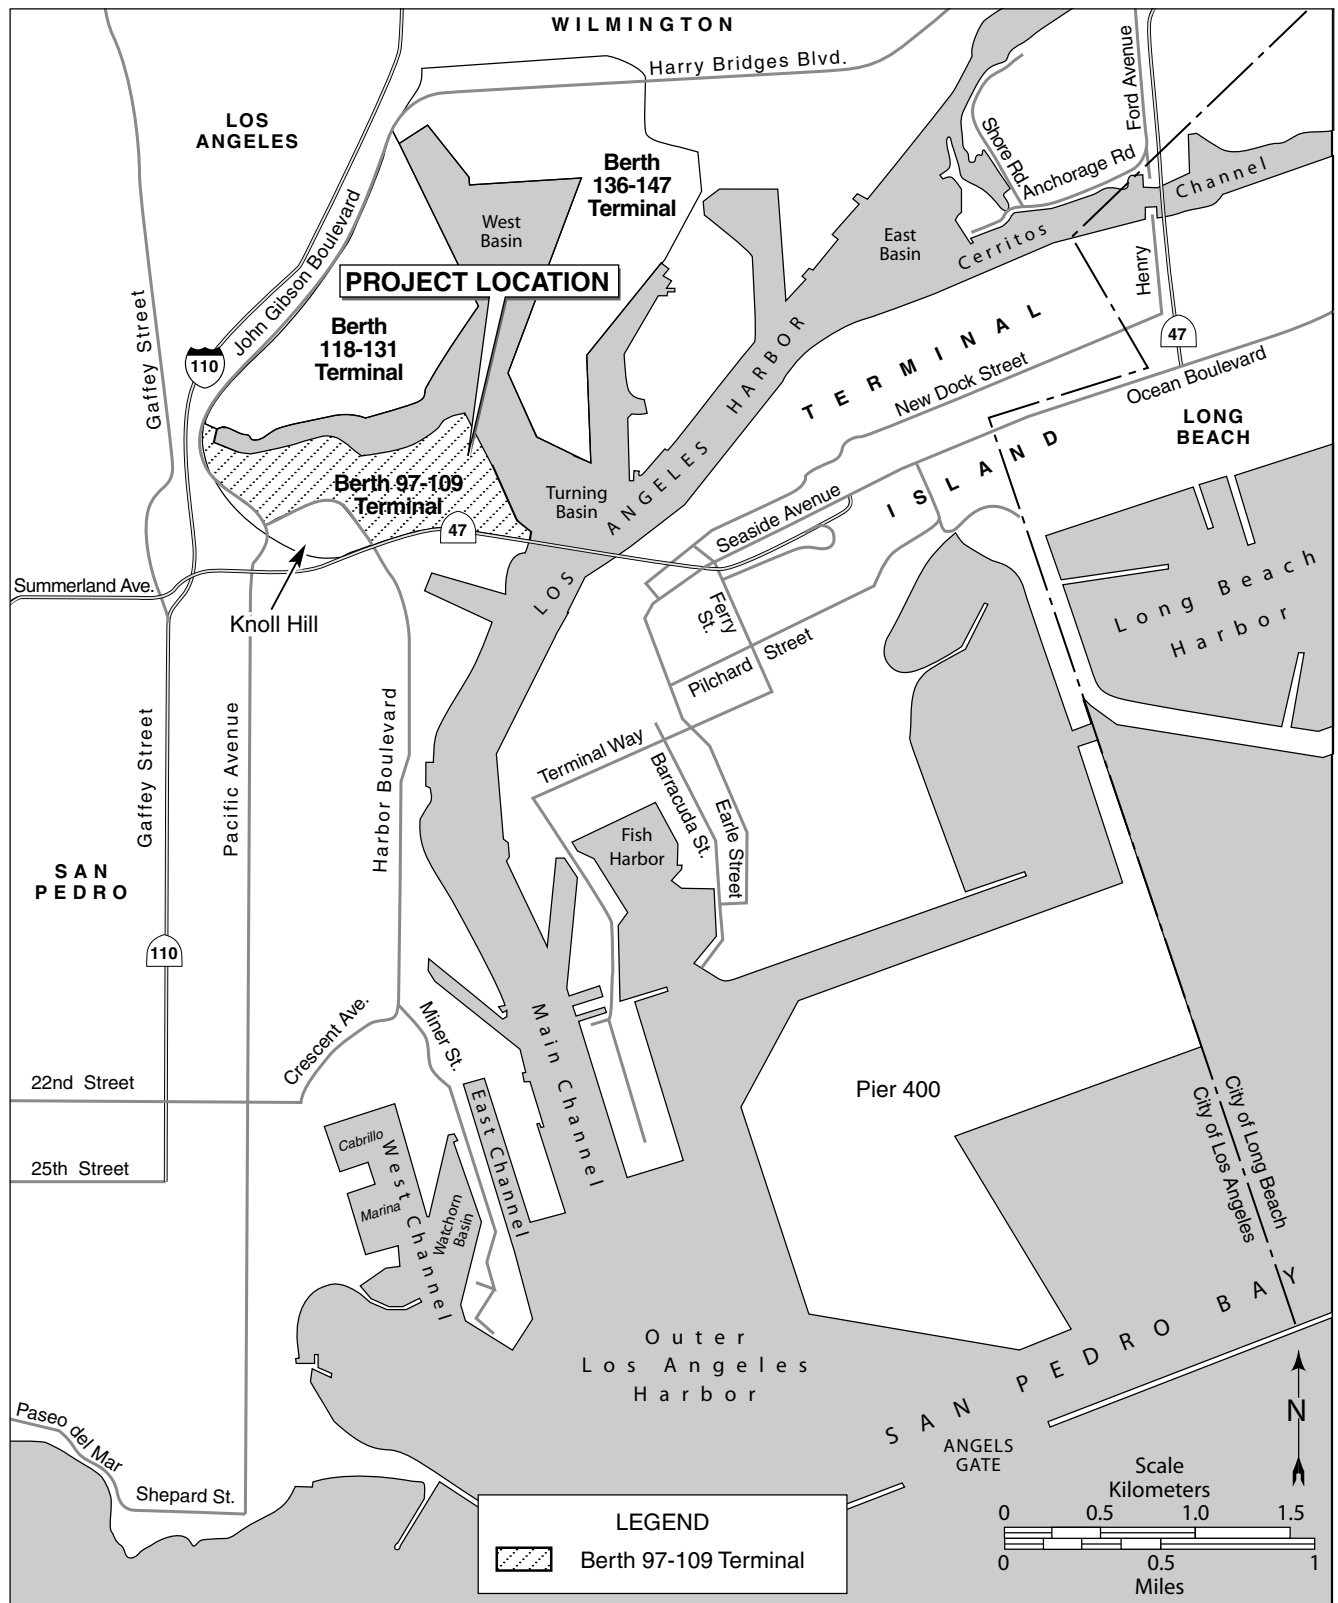 WILMINGTON
Harry Bridges Blvd.
Ford Avenue
LOS
ANGELES
Shore Rd.
Anchorage Rd
Channel
Berth
136-147
Terminal
West
Basin
East
Basin
Cerritos
Henry
John Gibson Boulevard
PROJECT LOCATION
Gaffey Street
Berth
118-131
Terminal
110
47
TERMINAL
New Dock Street
Ocean Boulevard
LONG
BEACH
LOS ANGELES HARBOR
ISLAND
Berth 97-109
Terminal
Turning
Basin
Seaside Avenue
47
Summerland Ave.
Knoll Hill
Ferry
St.
Pilchard Street
Long Beach
Harbor
Gaffey Street
Pacific Avenue
Harbor Boulevard
Terminal Way
Barracuda St.
Earle Street
Fish
Harbor
SAN
PEDRO
110
Crescent Ave.
Miner St.
Main Channel
22nd Street
Pier 400
City of Long Beach
City of Los Angeles
25th Street
Cabrillo
Marina
West Channel
Watchorn
Basin
East Channel
Outer
Los Angeles
Harbor
SAN PEDRO BAY
ANGELS
GATE
N
Paseo del Mar
Shepard St.
LEGEND
Berth 97-109 Terminal
Scale
Kilometers
0 0.5 1.0 1.5
0 0.5 1
Miles